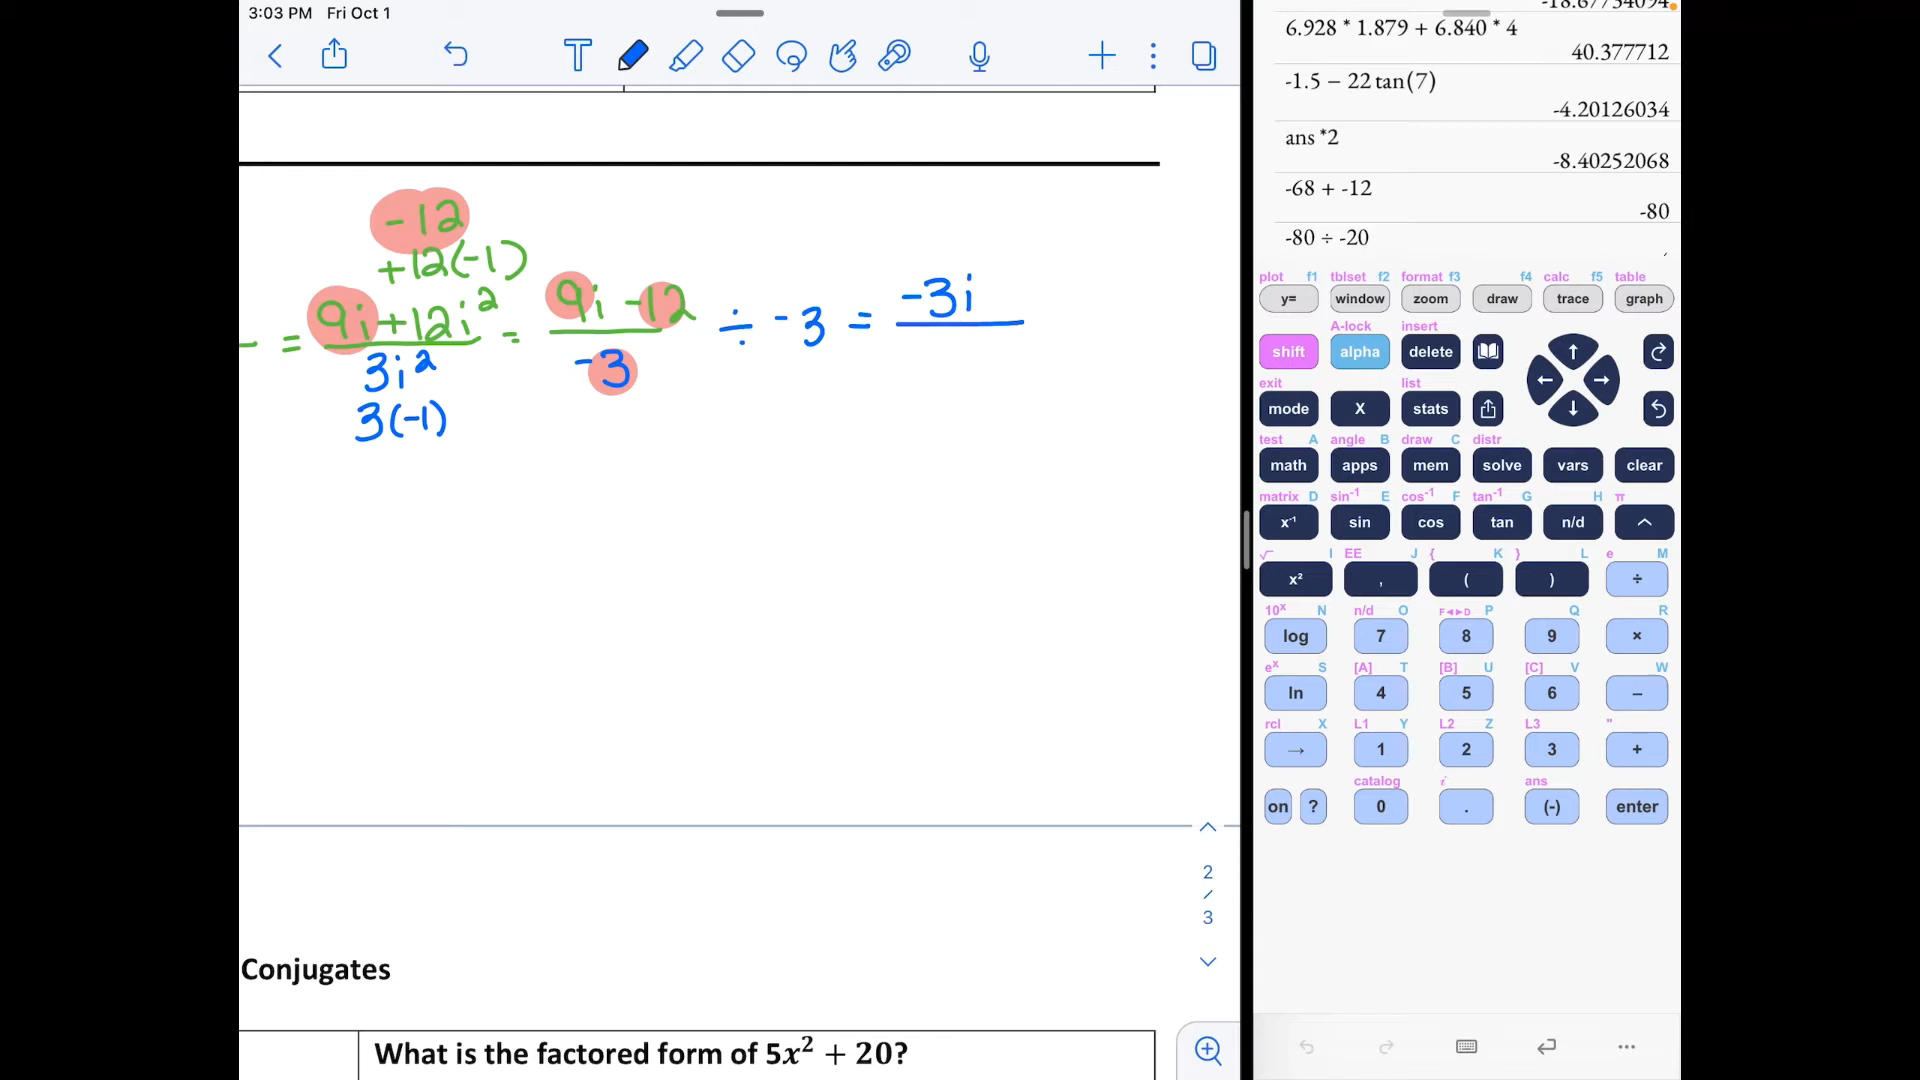 3:03 PM Fri Oct 1
T
-12
+12(-1)
= 9i+12i² = 9i -12 ÷ -3 = -3i
3i² -3
3(-1)
2
/
3
Conjugates
What is the factored form of 5x² + 20?
6.928 * 1.879 + 6.840 * 4
40.377712
-1.5 − 22 tan(7)
-4.20126034
ans *2
-8.40252068
-68 + -12
-80
-80 ÷ -20
plot f1 tblset f2 format f3 f4 calc f5 table
y= window zoom draw trace graph
A-lock insert
shift alpha delete
exit list
mode X stats
test A angle B draw C distr
math apps mem solve vars clear
matrix D sin⁻¹ E cos⁻¹ F tan⁻¹ G H π
x⁻¹ sin cos tan n/d ^
√ I EE J { K } L e M
x² , ( ) ÷
10ˣ N n/d O F◄►D P Q R
log 7 8 9 ×
eˣ S [A] T [B] U [C] V W
ln 4 5 6 −
rcl X L1 Y L2 Z L3 "
→ 1 2 3 +
catalog i ans
on ? 0 . (-) enter